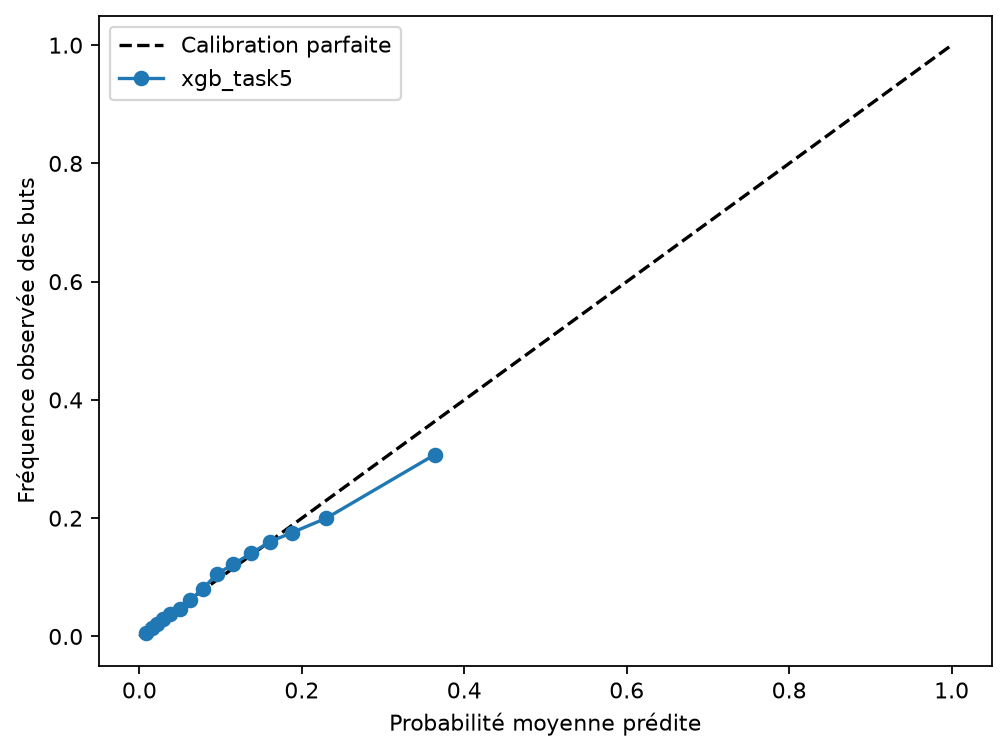 Calibration parfaite
xgb_task5
1.0
0.8
0.6
0.4
0.2
0.0
Fréquence observée des buts
0.0 0.2 0.4 0.6 0.8 1.0
Probabilité moyenne prédite